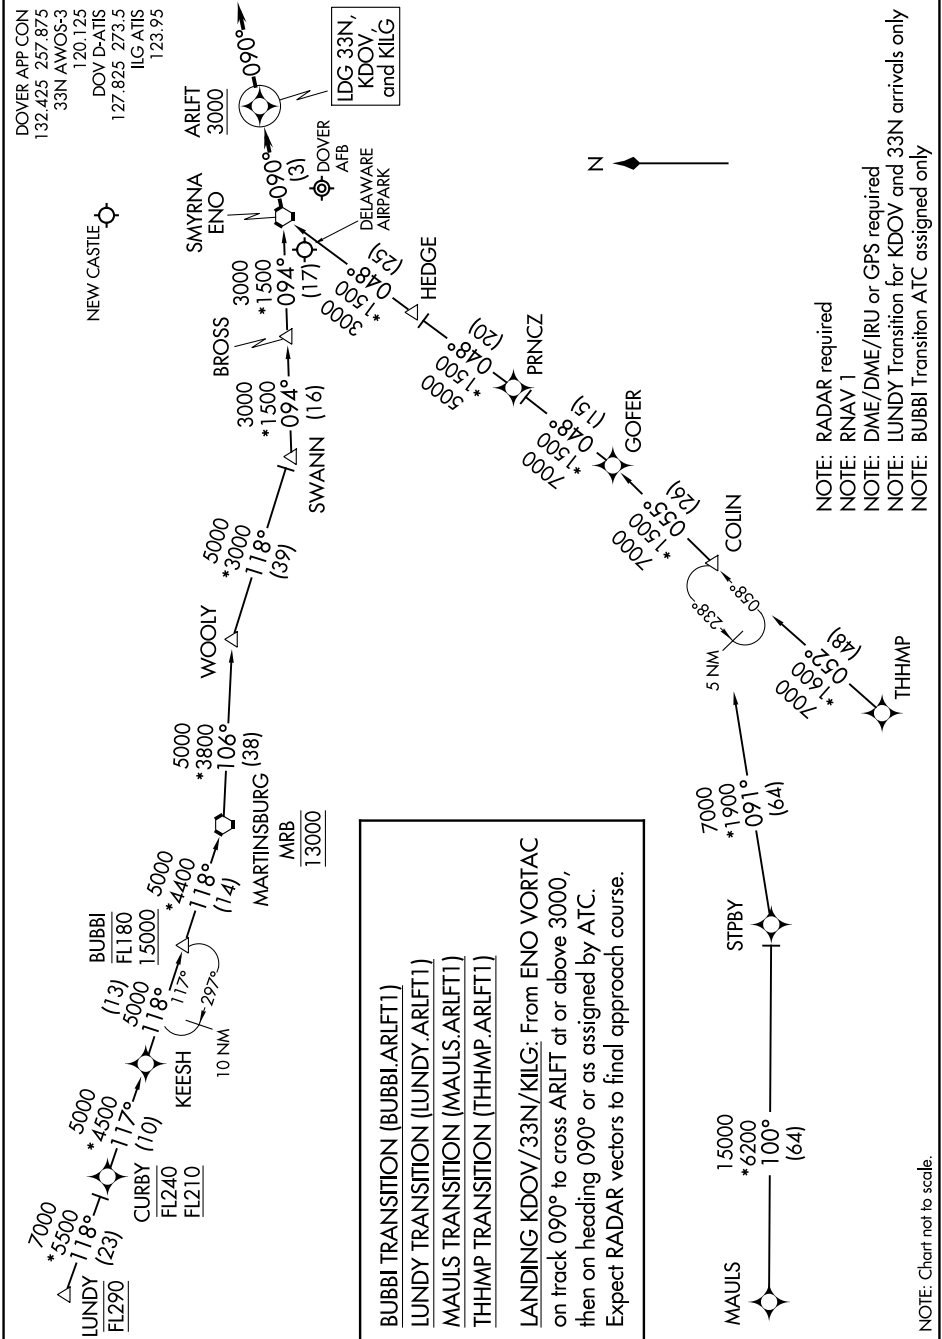 DOVER APP CON
132.425 257.875
33N AWOS-3
120.125
DOV D-ATIS
127.825 273.5
ILG ATIS
123.95
NEW CASTLE
ARLFT
3000
090°
LDG 33N,
KDOV,
and KILG
SMYRNA
ENO
090°
(3)
DOVER
AFB
DELAWARE
AIRPARK
N
LUNDY
FL290
7000
*5500
118°
(23)
CURBY
FL240
FL210
5000
*4500
117°
(10)
KEESH
(13)
5000
118°
117°
297°
10 NM
BUBBI
FL180
15000
5000
*4400
118°
(14)
MARTINSBURG
MRB
13000
5000
*3800
106°
(38)
WOOLY
5000
*3000
118°
(39)
SWANN
3000
*1500
094°
(16)
BROSS
3000
*1500
094°
(17)
3000
*1500
048°
(25)
HEDGE
5000
*1500
048°
(20)
PRNCZ
7000
*1500
048°
(15)
GOFER
7000
*1500
055°
(26)
COLIN
238°
058°
5 NM
7000
*1600
052°
(48)
THHMP
7000
*1900
091°
(64)
STPBY
15000
*6200
100°
(64)
MAULS
BUBBI TRANSITION (BUBBI.ARLFT1)
LUNDY TRANSITION (LUNDY.ARLFT1)
MAULS TRANSITION (MAULS.ARLFT1)
THHMP TRANSITION (THHMP.ARLFT1)
LANDING KDOV/33N/KILG: From ENO VORTAC
on track 090° to cross ARLFT at or above 3000,
then on heading 090° or as assigned by ATC.
Expect RADAR vectors to final approach course.
NOTE: RADAR required
NOTE: RNAV 1
NOTE: DME/DME/IRU or GPS required
NOTE: LUNDY Transition for KDOV and 33N arrivals only
NOTE: BUBBI Transiton ATC assigned only
NOTE: Chart not to scale.